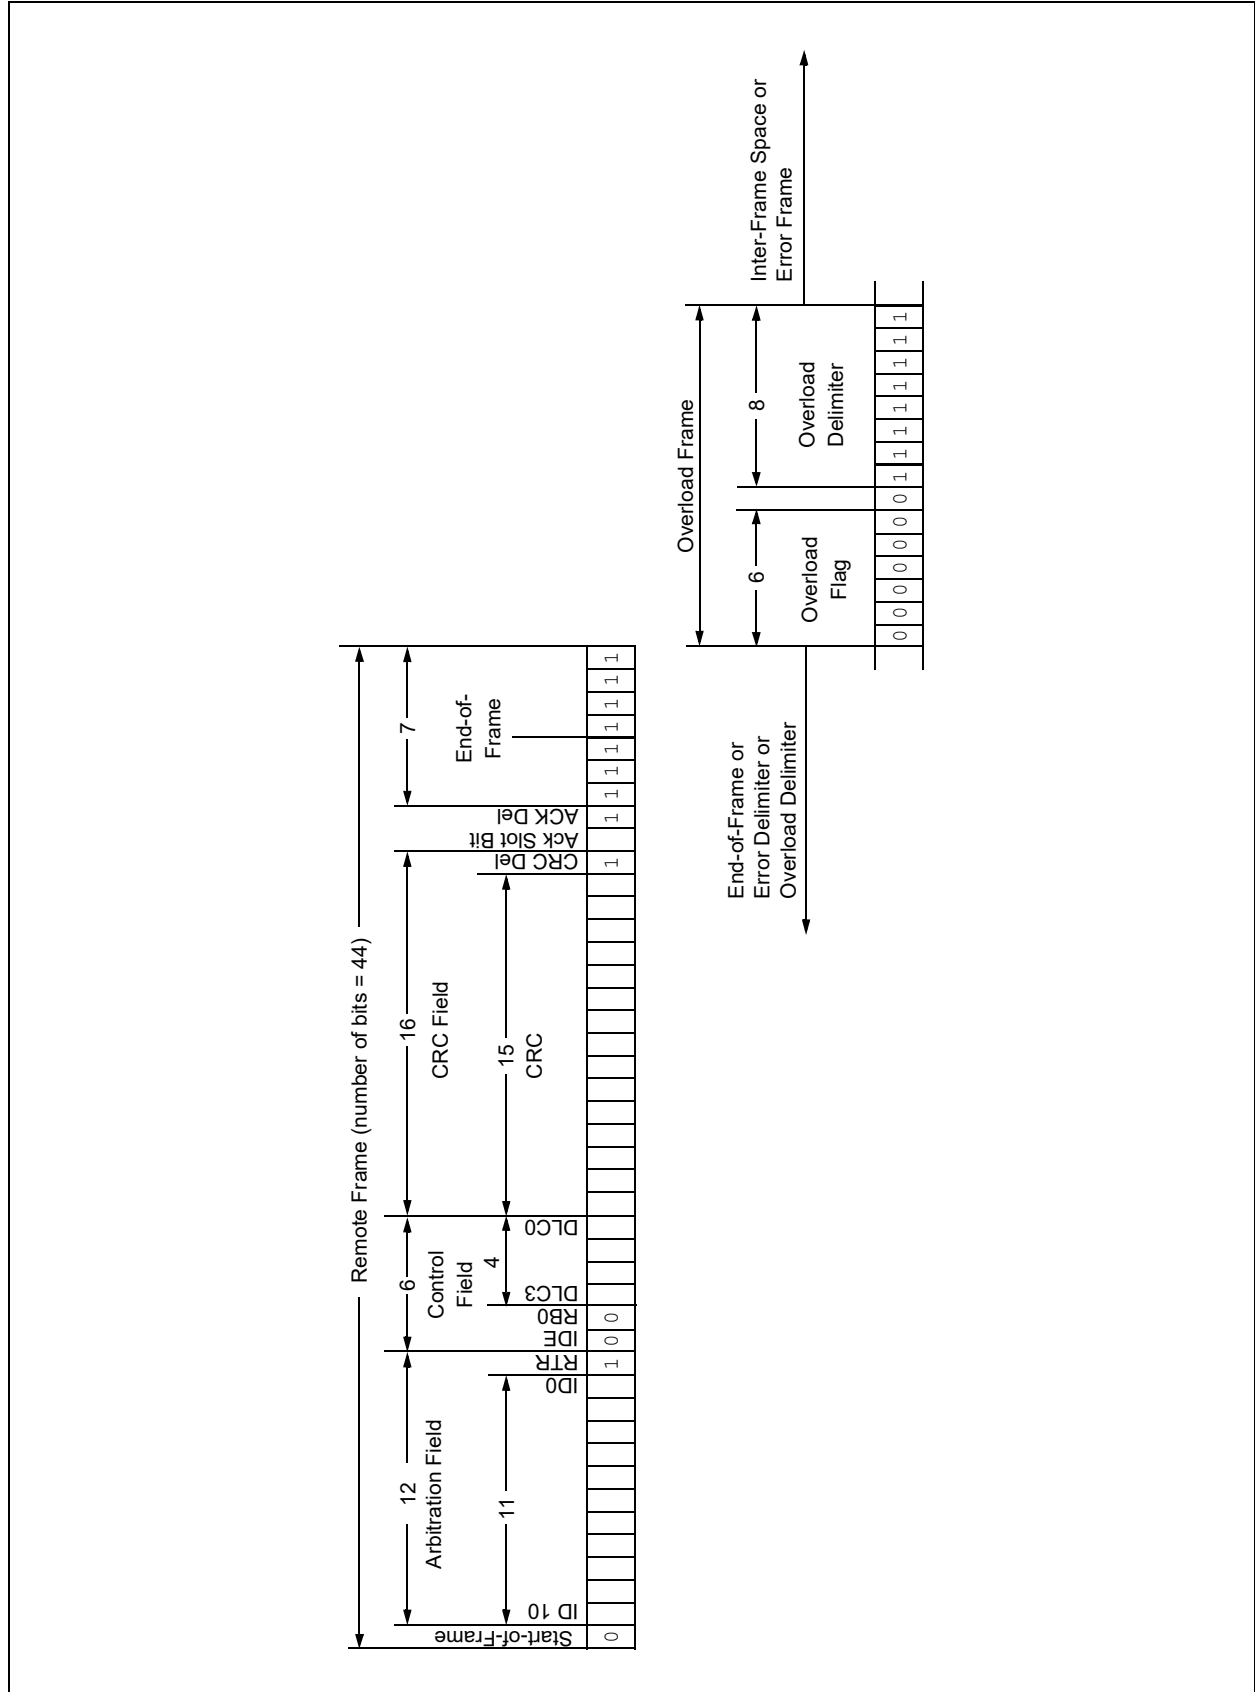 Remote Frame (number of bits = 44)
12
Arbitration Field
6
Control
Field
16
CRC Field
7
End-of-
Frame
11
4
15
CRC
Start-of-Frame
ID 10
ID0
RTR
IDE
RB0
DLC3
DLC0
CRC Del
Ack Slot Bit
ACK Del
0 1 0 0 1 1 1 1 1 1 1 1 1
Overload Frame
End-of-Frame or
Error Delimiter or
Overload Delimiter
6
Overload
Flag
8
Overload
Delimiter
Inter-Frame Space or
Error Frame
0 0 0 0 0 0 0 1 1 1 1 1 1 1 1